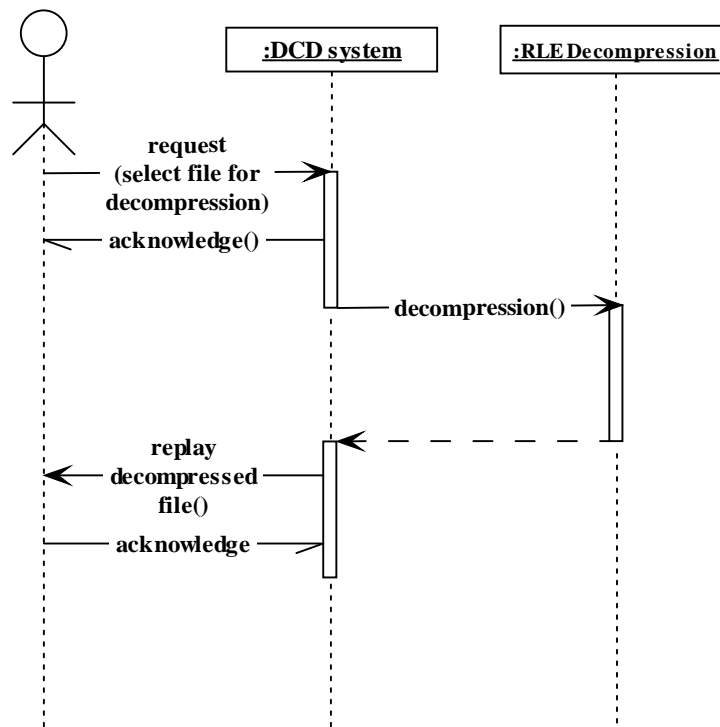 :DCD system
:RLE Decompression
request
(select file for
decompression)
acknowledge()
decompression()
replay
decompressed
file()
acknowledge